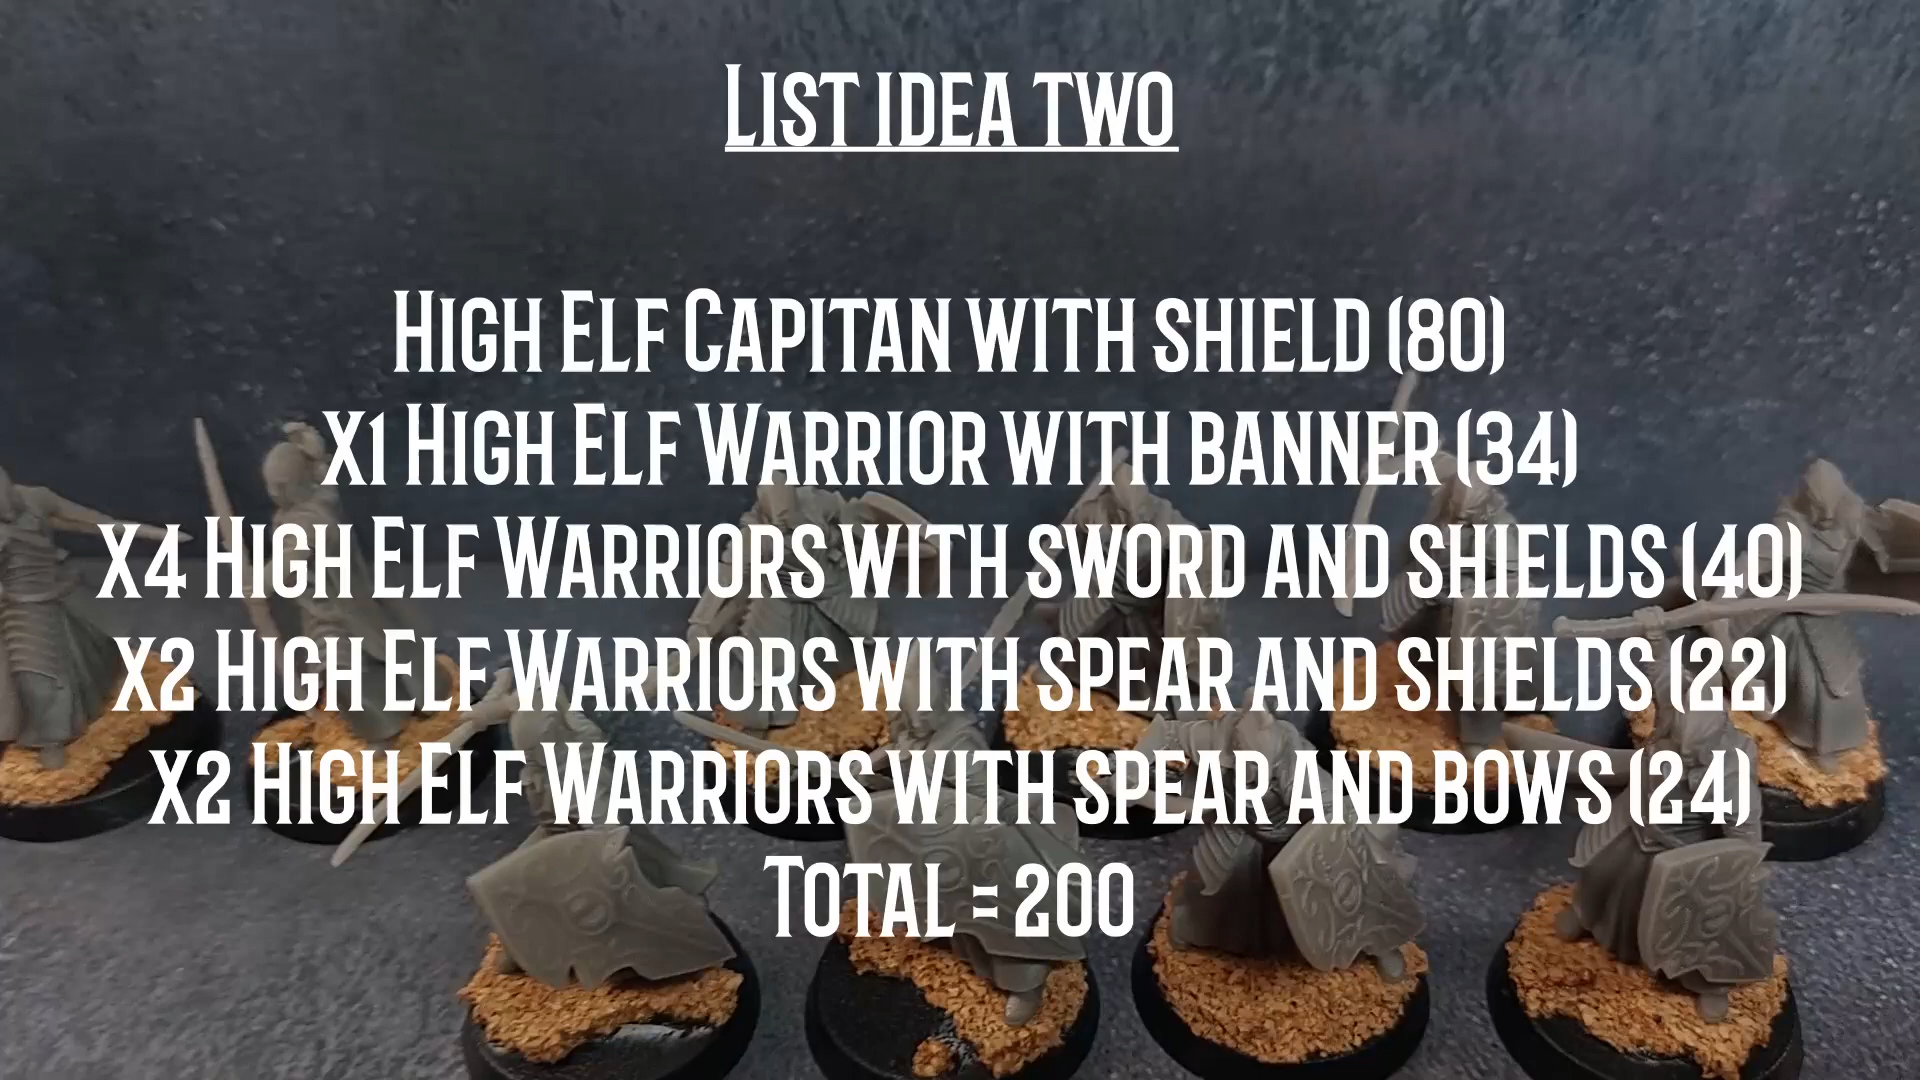 List idea two
High Elf Capitan with shield (80)
x1 High Elf Warrior with banner (34)
x4 High Elf Warriors with sword and shields (40)
x2 High Elf Warriors with spear and shields (22)
x2 High Elf Warriors with spear and bows (24)
Total = 200